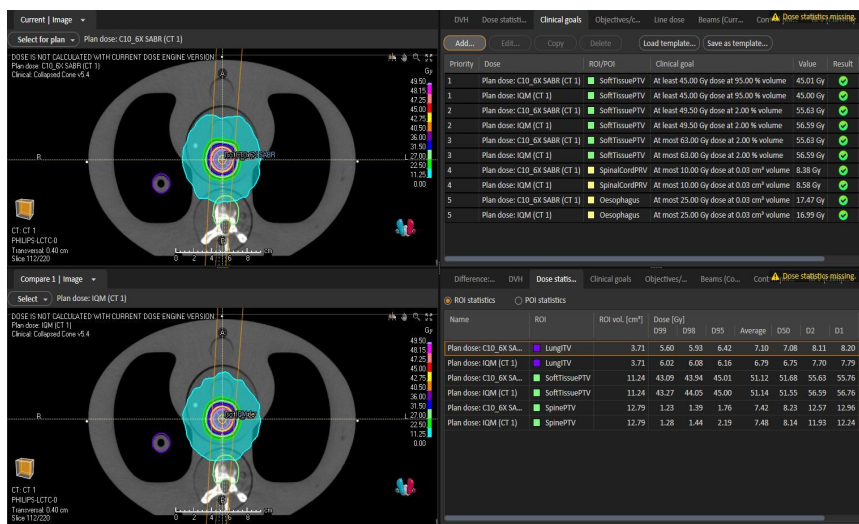 Current | Image
Select for plan Plan dose: C10_6X SABR (CT 1)
DOSE IS NOT CALCULATED WITH CURRENT DOSE ENGINE VERSION
Plan dose: C10_6X SABR (CT 1)
Clinical: Collapsed Cone v5.4
A
Gy
49.50
48.15
47.25
45.00
42.75
40.50
36.00
31.50
27.00
22.50
11.25
0.00
R
L
CT: CT 1
PHILIPS-LCTC-0
Transversal: 0.40 cm
Slice 112/220
0 2 4 6 8 cm
DVH Dose statisti... Clinical goals Objectives/c... Line dose Beams (Curr...
Dose statistics missing.
Add... Edit... Copy Delete Load template... Save as template...
Priority Dose ROI/POI Clinical goal Value Result
1 Plan dose: C10_6X SABR (CT 1) SoftTissuePTV At least 45.00 Gy dose at 95.00 % volume 45.01 Gy
1 Plan dose: IQM (CT 1) SoftTissuePTV At least 45.00 Gy dose at 95.00 % volume 45.00 Gy
2 Plan dose: C10_6X SABR (CT 1) SoftTissuePTV At least 49.50 Gy dose at 2.00 % volume 55.63 Gy
2 Plan dose: IQM (CT 1) SoftTissuePTV At least 49.50 Gy dose at 2.00 % volume 56.59 Gy
3 Plan dose: C10_6X SABR (CT 1) SoftTissuePTV At most 63.00 Gy dose at 2.00 % volume 55.63 Gy
3 Plan dose: IQM (CT 1) SoftTissuePTV At most 63.00 Gy dose at 2.00 % volume 56.59 Gy
4 Plan dose: C10_6X SABR (CT 1) SpinalCordPRV At most 10.00 Gy dose at 0.03 cm³ volume 8.38 Gy
4 Plan dose: IQM (CT 1) SpinalCordPRV At most 10.00 Gy dose at 0.03 cm³ volume 8.58 Gy
5 Plan dose: C10_6X SABR (CT 1) Oesophagus At most 25.00 Gy dose at 0.03 cm³ volume 17.47 Gy
5 Plan dose: IQM (CT 1) Oesophagus At most 25.00 Gy dose at 0.03 cm³ volume 16.99 Gy
Compare 1 | Image
Select Plan dose: IQM (CT 1)
DOSE IS NOT CALCULATED WITH CURRENT DOSE ENGINE VERSION
Plan dose: IQM (CT 1)
Clinical: Collapsed Cone v5.4
A
Gy
49.50
48.15
47.25
45.00
42.75
40.50
36.00
31.50
27.00
22.50
11.25
0.00
R
L
CT: CT 1
PHILIPS-LCTC-0
Transversal: 0.40 cm
Slice 112/220
0 2 4 6 8 cm
Difference:... DVH Dose statis... Clinical goals Objectives/... Beams (Co...
Dose statistics missing.
ROI statistics POI statistics
Name ROI ROI vol. [cm³] Dose [Gy]
D99 D98 D95 Average D50 D2 D1
Plan dose: C10_6X SA... LungITV 3.71 5.60 5.93 6.42 7.10 7.08 8.11 8.20
Plan dose: IQM (CT 1) LungITV 3.71 6.02 6.08 6.16 6.79 6.75 7.70 7.79
Plan dose: C10_6X SA... SoftTissuePTV 11.24 43.09 43.94 45.01 51.12 51.68 55.63 55.76
Plan dose: IQM (CT 1) SoftTissuePTV 11.24 43.27 44.05 45.00 51.14 51.55 56.59 56.76
Plan dose: C10_6X SA... SpinePTV 12.79 1.23 1.39 1.76 7.42 8.23 12.57 12.96
Plan dose: IQM (CT 1) SpinePTV 12.79 1.28 1.44 2.19 7.48 8.14 11.93 12.24